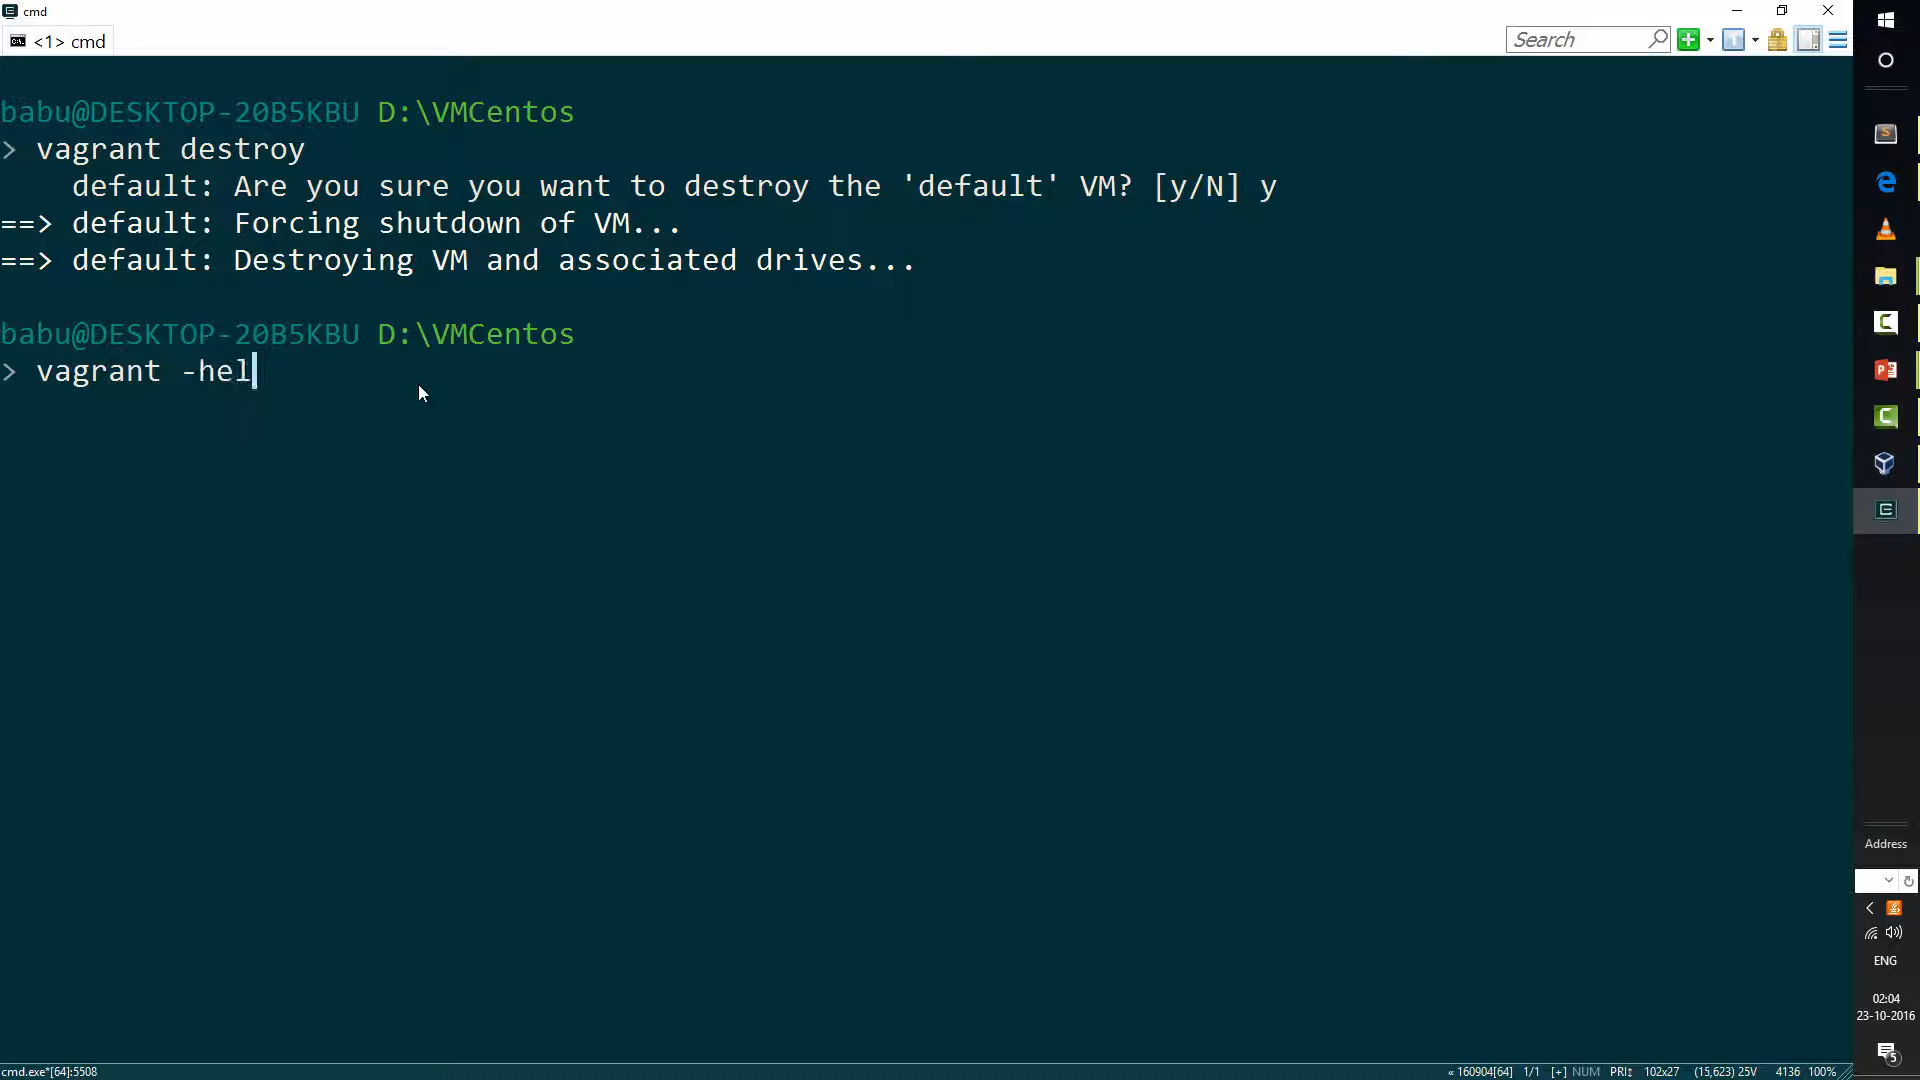 cmd
<1> cmd
Search
babu@DESKTOP-20B5KBU D:\VMCentos
> vagrant destroy
default: Are you sure you want to destroy the 'default' VM? [y/N] y
==> default: Forcing shutdown of VM...
==> default: Destroying VM and associated drives...
babu@DESKTOP-20B5KBU D:\VMCentos
> vagrant -hel
Address
ENG
02:04
23-10-2016
5
cmd.exe*[64]:5508
« 160904[64] 1/1 [+] NUM PRI↕ 102x27 (15,623) 25V 4136 100%